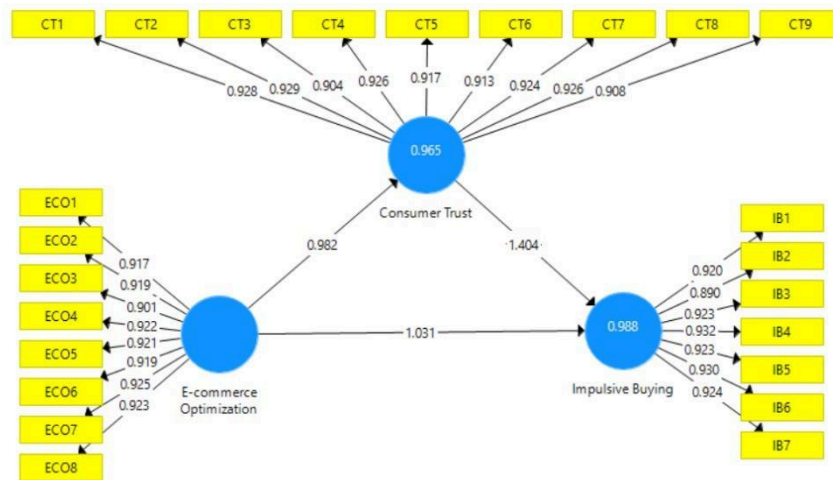 CT1 CT2 CT3 CT4 CT5 CT6 CT7 CT8 CT9
0.928 0.929 0.904 0.926 0.917 0.913 0.924 0.926 0.908
0.965
Consumer Trust
ECO1
ECO2
ECO3
ECO4
ECO5
ECO6
ECO7
ECO8
0.917
0.919
0.901
0.922
0.921
0.919
0.925
0.923
E-commerce
Optimization
0.982
1.404
1.031
0.988
Impulsive Buying
0.920
0.890
0.923
0.932
0.923
0.930
0.924
IB1
IB2
IB3
IB4
IB5
IB6
IB7